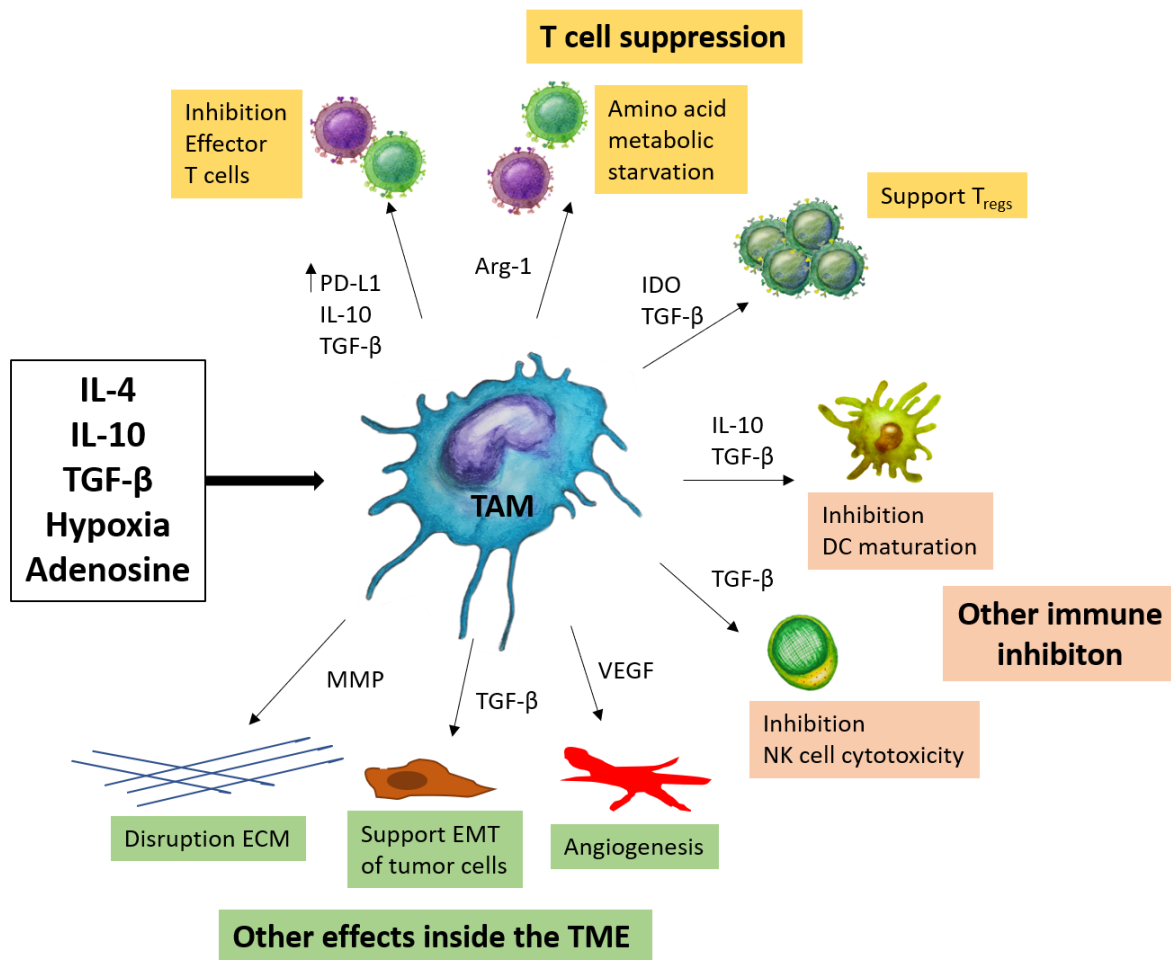 T cell suppression
Inhibition
Effector
T cells
Amino acid
metabolic
starvation
Support Tregs
PD-L1
IL-10
TGF-β
Arg-1
IDO
TGF-β
IL-4
IL-10
TGF-β
Hypoxia
Adenosine
TAM
IL-10
TGF-β
Inhibition
DC maturation
TGF-β
Other immune
inhibiton
Inhibition
NK cell cytotoxicity
MMP
TGF-β
VEGF
Disruption ECM
Support EMT
of tumor cells
Angiogenesis
Other effects inside the TME